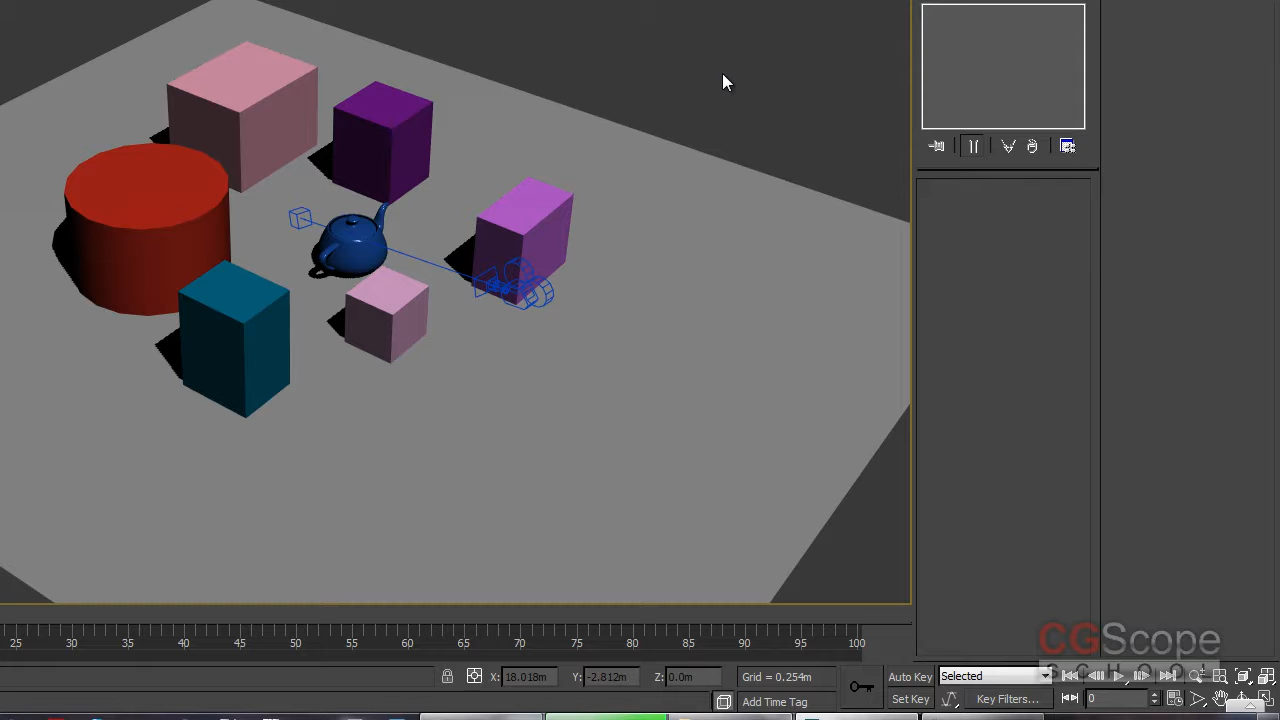 25 30 35 40 45 50 55 60 65 70 75 80 85 90 95 100
CGScope
SCHOOL
X: 18.018m Y: -2.812m Z: 0.0m Grid = 0.254m Auto Key Selected
Add Time Tag Set Key Key Filters... 0